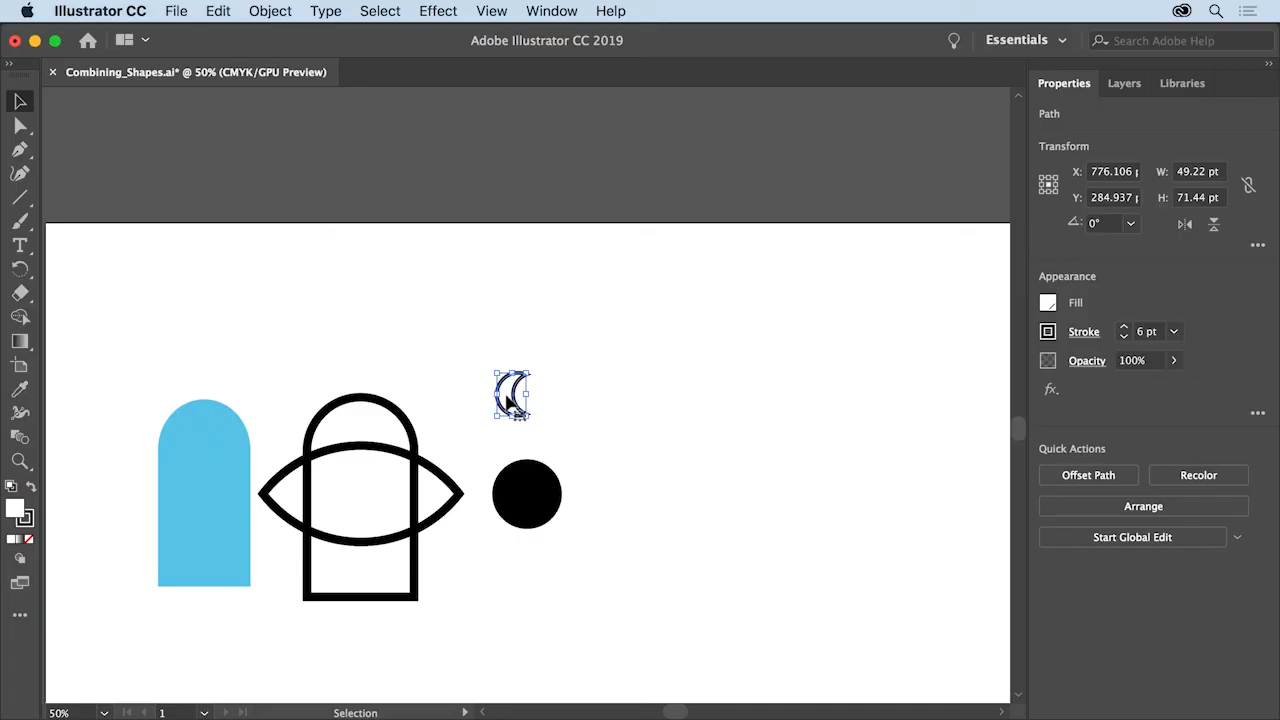 Illustrator CC File Edit Object Type Select Effect View Window Help
Adobe Illustrator CC 2019
Essentials
Search Adobe Help
Combining_Shapes.ai* @ 50% (CMYK/GPU Preview)
Properties Layers Libraries
Path
Transform
X: 776.106 W: 49.22 pt
Y: 284.937 H: 71.44 pt
0°
Appearance
Fill
Stroke 6 pt
Opacity 100%
fx.
Quick Actions
Offset Path Recolor
Arrange
Start Global Edit
50% 1 Selection